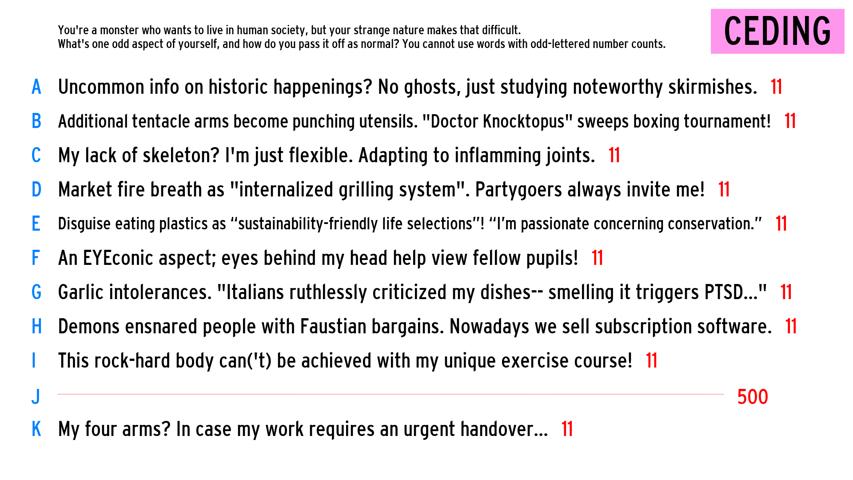 You're a monster who wants to live in human society, but your strange nature makes that difficult.
What's one odd aspect of yourself, and how do you pass it off as normal? You cannot use words with odd-lettered number counts.
CEDING
A Uncommon info on historic happenings? No ghosts, just studying noteworthy skirmishes. 11
B Additional tentacle arms become punching utensils. "Doctor Knocktopus" sweeps boxing tournament! 11
C My lack of skeleton? I'm just flexible. Adapting to inflamming joints. 11
D Market fire breath as "internalized grilling system". Partygoers always invite me! 11
E Disguise eating plastics as “sustainability-friendly life selections”! “I’m passionate concerning conservation.” 11
F An EYEconic aspect; eyes behind my head help view fellow pupils! 11
G Garlic intolerances. "Italians ruthlessly criticized my dishes-- smelling it triggers PTSD..." 11
H Demons ensnared people with Faustian bargains. Nowadays we sell subscription software. 11
I This rock-hard body can('t) be achieved with my unique exercise course! 11
J 500
K My four arms? In case my work requires an urgent handover... 11